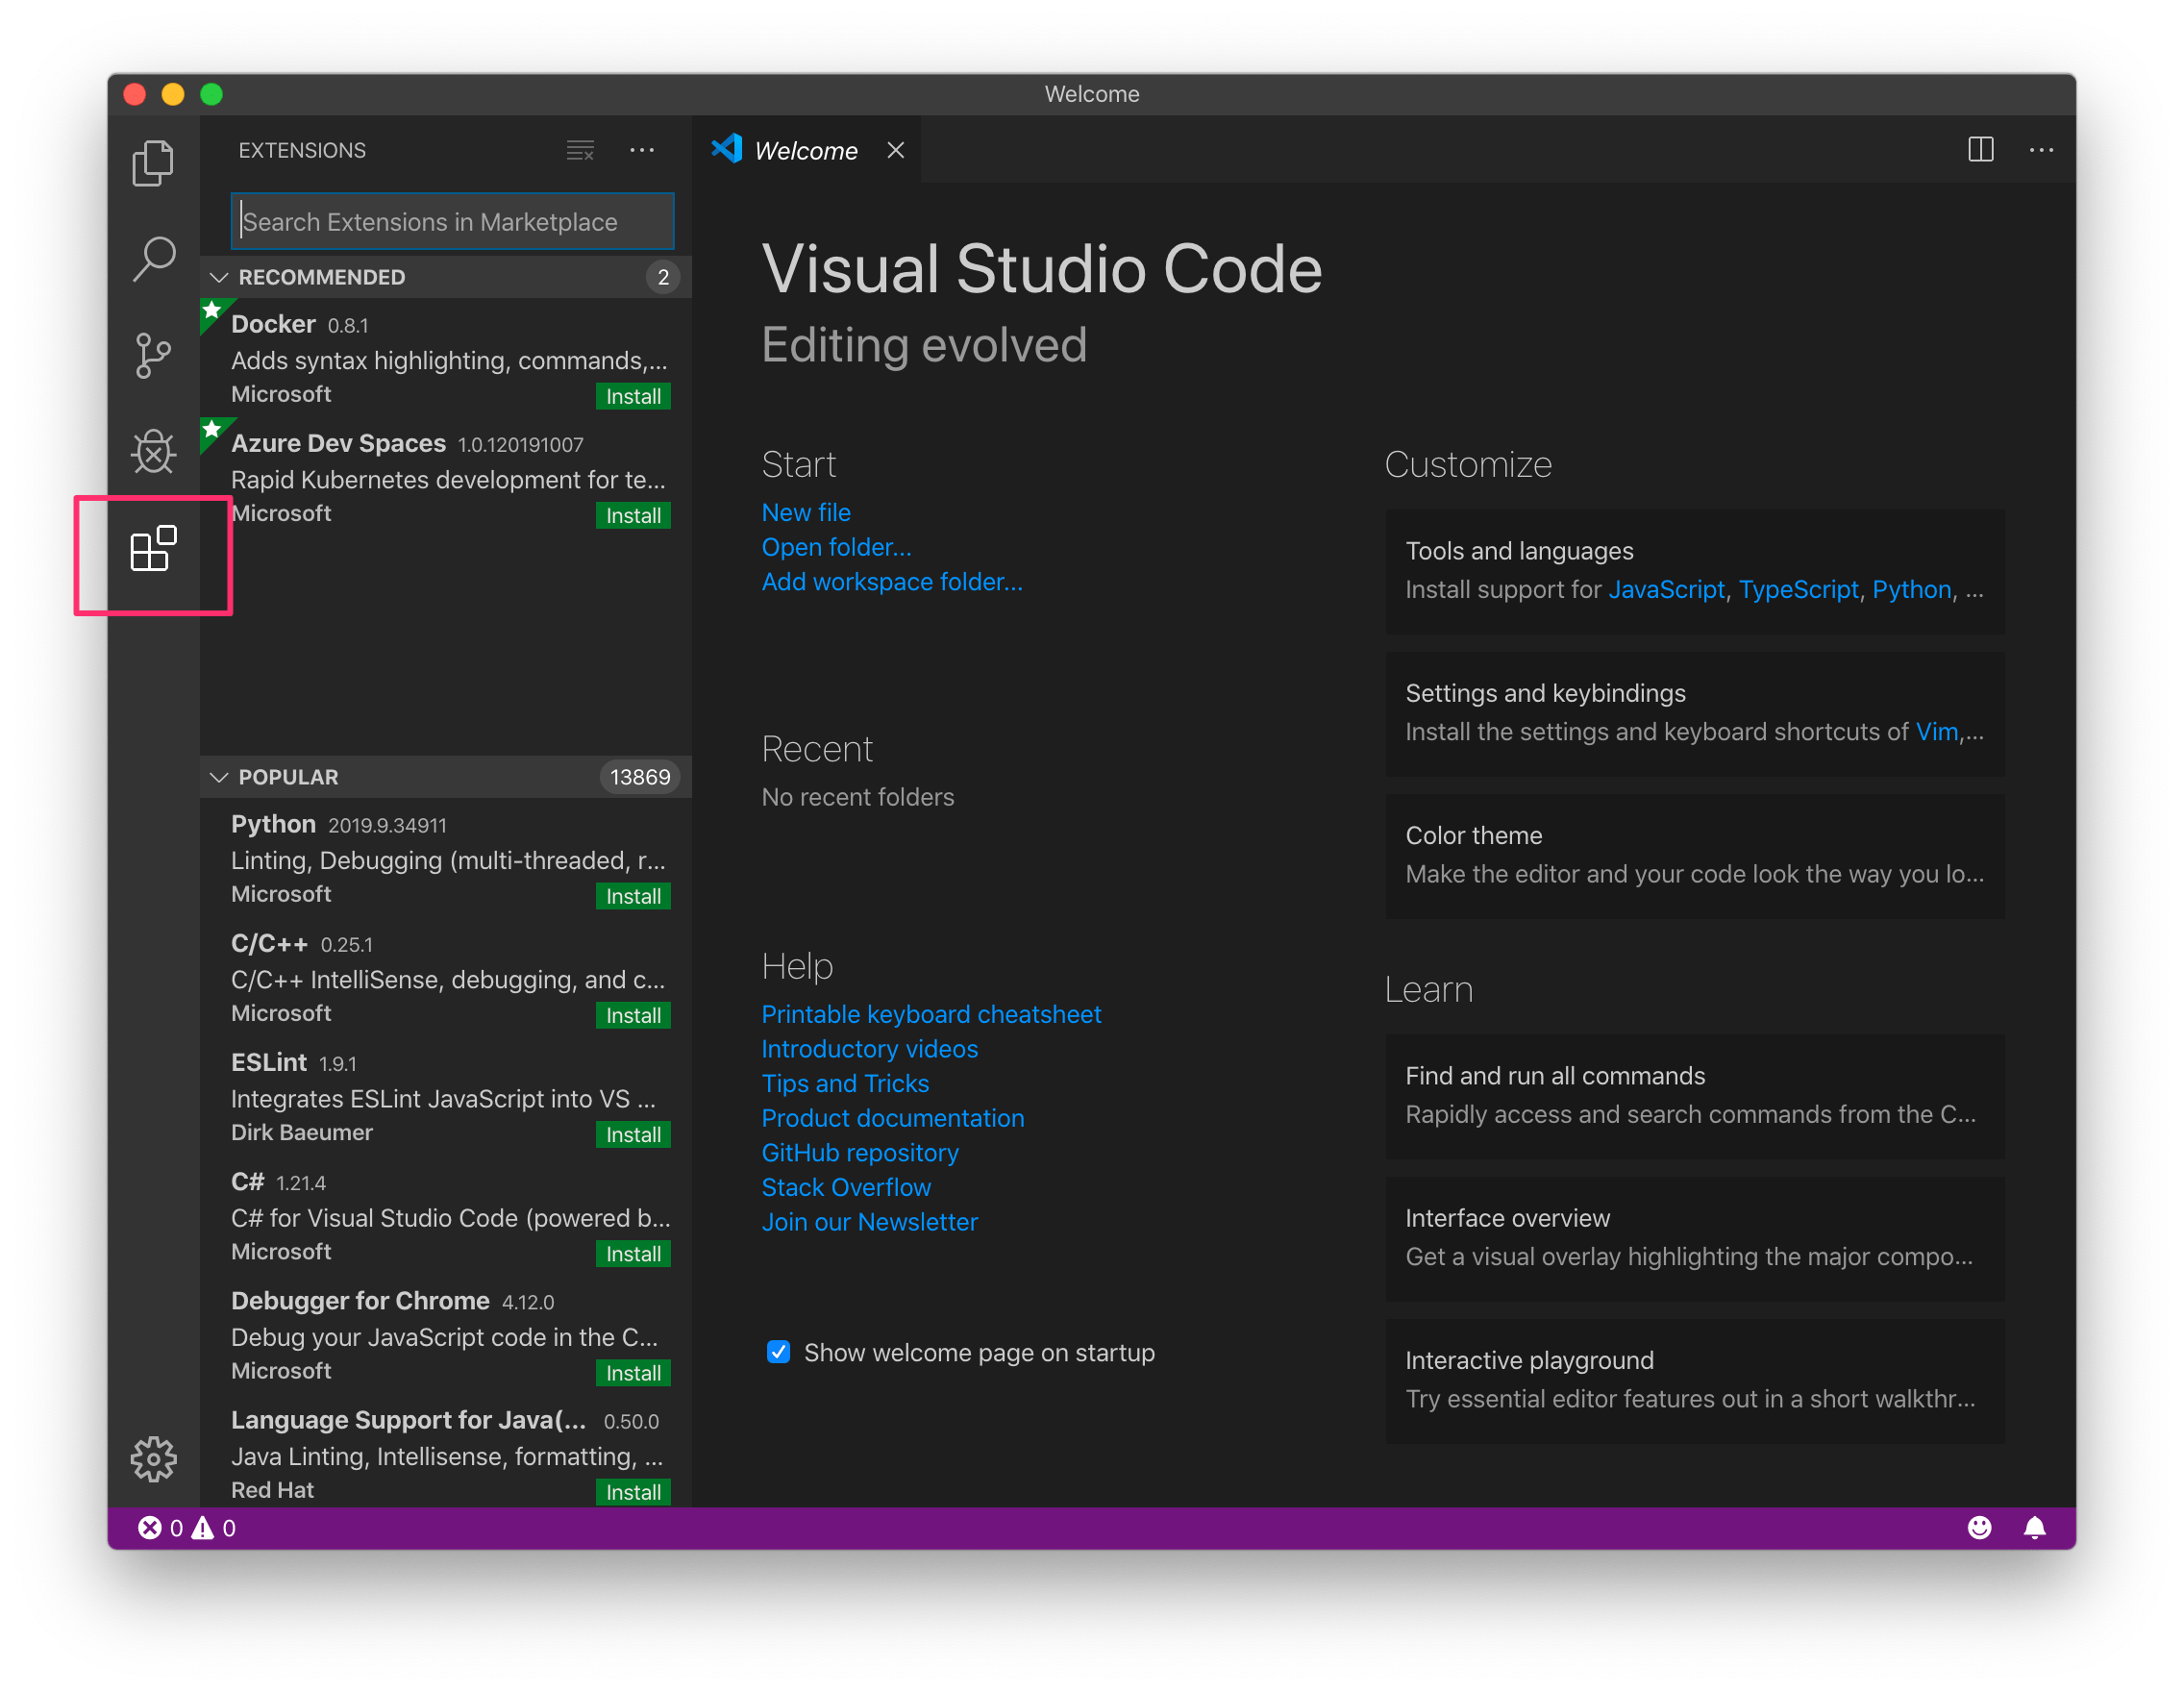 Welcome
EXTENSIONS
Search Extensions in Marketplace
RECOMMENDED 2
Docker 0.8.1
Adds syntax highlighting, commands,...
Microsoft Install
Azure Dev Spaces 1.0.120191007
Rapid Kubernetes development for te...
Microsoft Install
POPULAR 13869
Python 2019.9.34911
Linting, Debugging (multi-threaded, r...
Microsoft Install
C/C++ 0.25.1
C/C++ IntelliSense, debugging, and c...
Microsoft Install
ESLint 1.9.1
Integrates ESLint JavaScript into VS ...
Dirk Baeumer Install
C# 1.21.4
C# for Visual Studio Code (powered b...
Microsoft Install
Debugger for Chrome 4.12.0
Debug your JavaScript code in the C...
Microsoft Install
Language Support for Java(... 0.50.0
Java Linting, Intellisense, formatting, ...
Red Hat Install
Welcome
Visual Studio Code
Editing evolved
Start
New file
Open folder...
Add workspace folder...
Recent
No recent folders
Help
Printable keyboard cheatsheet
Introductory videos
Tips and Tricks
Product documentation
GitHub repository
Stack Overflow
Join our Newsletter
Show welcome page on startup
Customize
Tools and languages
Install support for JavaScript, TypeScript, Python, ...
Settings and keybindings
Install the settings and keyboard shortcuts of Vim,...
Color theme
Make the editor and your code look the way you lo...
Learn
Find and run all commands
Rapidly access and search commands from the C...
Interface overview
Get a visual overlay highlighting the major compo...
Interactive playground
Try essential editor features out in a short walkthr...
0 0